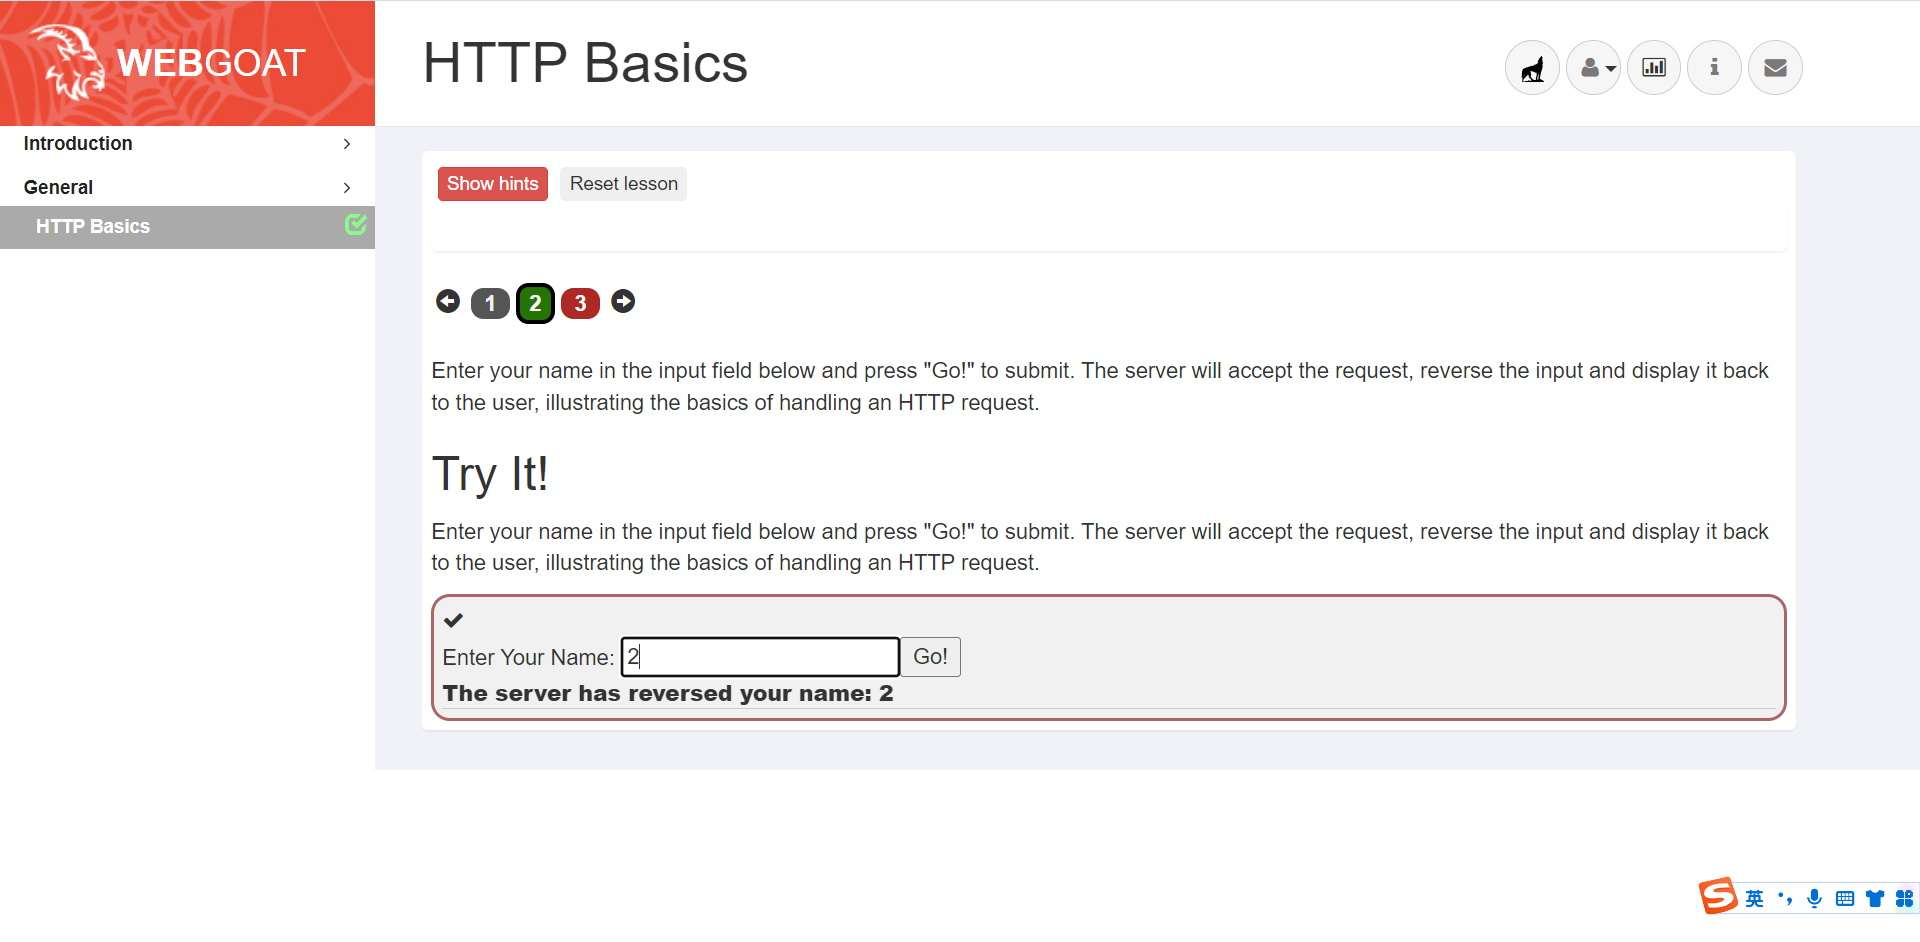 WEBGOAT
HTTP Basics
Introduction
General
HTTP Basics
Show hints
Reset lesson
1
2
3
Enter your name in the input field below and press "Go!" to submit. The server will accept the request, reverse the input and display it back
to the user, illustrating the basics of handling an HTTP request.
Try It!
Enter your name in the input field below and press "Go!" to submit. The server will accept the request, reverse the input and display it back
to the user, illustrating the basics of handling an HTTP request.
Enter Your Name: 2 Go!
The server has reversed your name: 2
S 英